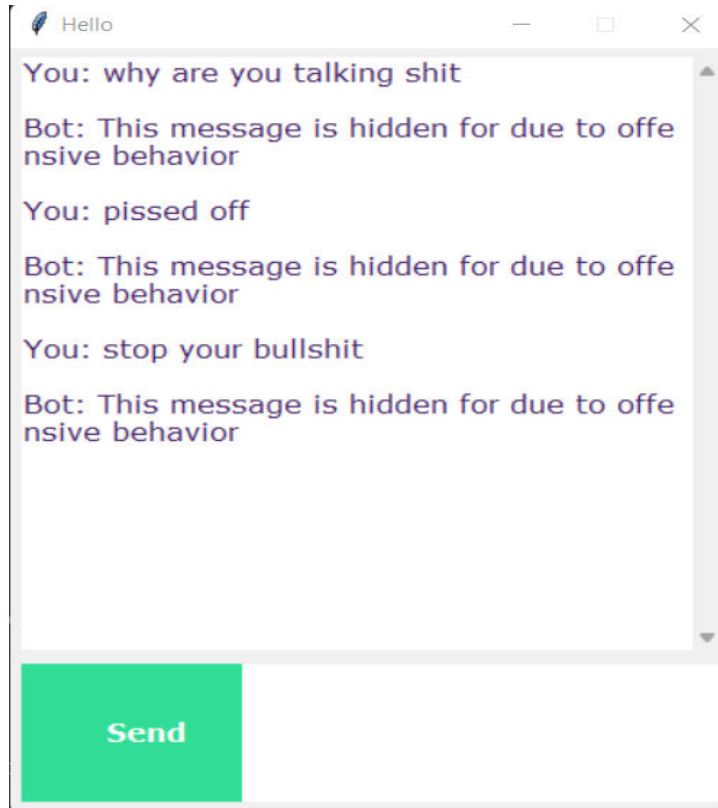 Hello
You: why are you talking shit
Bot: This message is hidden for due to offe
nsive behavior
You: pissed off
Bot: This message is hidden for due to offe
nsive behavior
You: stop your bullshit
Bot: This message is hidden for due to offe
nsive behavior
Send